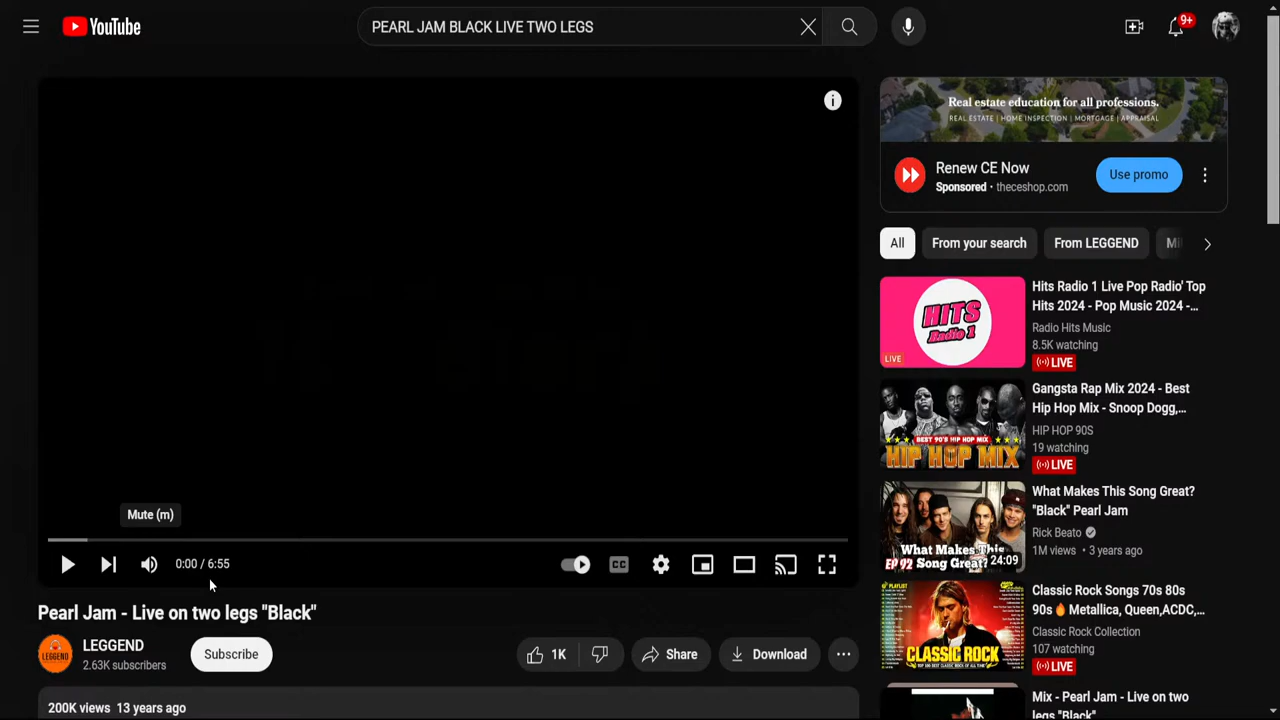 YouTube
PEARL JAM BLACK LIVE TWO LEGS
9+
Mute (m)
0:00 / 6:55
CC
Pearl Jam - Live on two legs "Black"
LEGGEND
LEGGEND
2.63K subscribers
Subscribe
1K
Share
Download
200K views 13 years ago
Real estate education for all professions.
REAL ESTATE | HOME INSPECTION | MORTGAGE | APPRAISAL
Renew CE Now
Sponsored · theceshop.com
Use promo
All
From your search
From LEGGEND
HITS
Radio 1
LIVE
Hits Radio 1 Live Pop Radio' Top
Hits 2024 - Pop Music 2024 -...
Radio Hits Music
8.5K watching
LIVE
BEST 90'S HIP HOP MIX
HIP HOP MIX
Gangsta Rap Mix 2024 - Best
Hip Hop Mix - Snoop Dogg,...
HIP HOP 90S
19 watching
LIVE
What Makes This
EP 92 Song Great?
24:09
What Makes This Song Great?
"Black" Pearl Jam
Rick Beato
1M views · 3 years ago
CLASSIC ROCK
Classic Rock Songs 70s 80s
90s🔥Metallica, Queen,ACDC,...
Classic Rock Collection
107 watching
LIVE
Mix - Pearl Jam - Live on two
legs "Black"